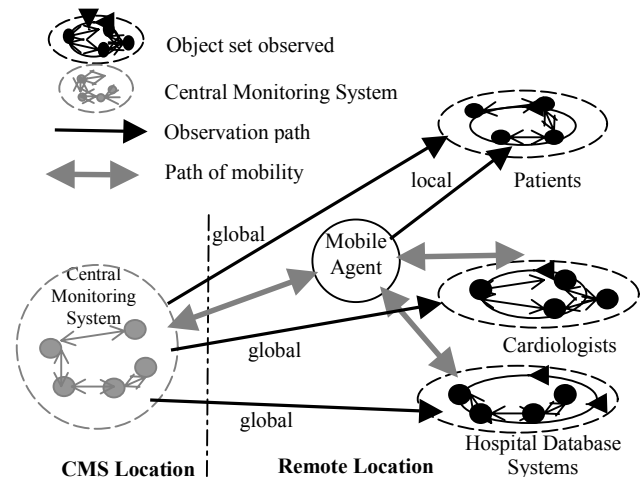 Object set observed
Central Monitoring System
Observation path
Path of mobility
local
Patients
global
Mobile
Agent
Central
Monitoring
System
global
Cardiologists
global
Hospital Database
Systems
CMS Location
Remote Location